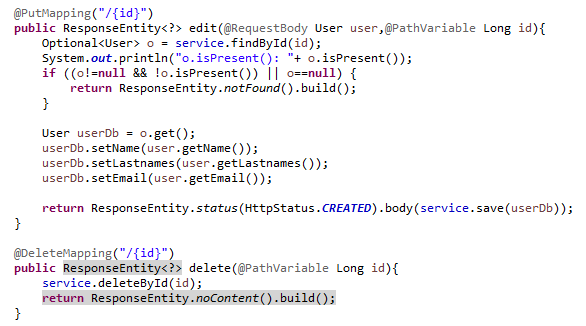 @PutMapping("/{id}")
public ResponseEntity<?> edit(@RequestBody User user,@PathVariable Long id){
    Optional<User> o = service.findById(id);
    System.out.println("o.isPresent(): "+ o.isPresent());
    if ((o!=null && !o.isPresent()) || o==null) {
        return ResponseEntity.notFound().build();
    }

    User userDb = o.get();
    userDb.setName(user.getName());
    userDb.setLastnames(user.getLastnames());
    userDb.setEmail(user.getEmail());

    return ResponseEntity.status(HttpStatus.CREATED).body(service.save(userDb));
}

@DeleteMapping("/{id}")
public ResponseEntity<?> delete(@PathVariable Long id){
    service.deleteById(id);
    return ResponseEntity.noContent().build();
}